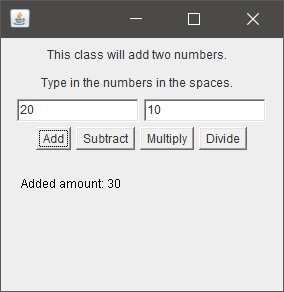 This class will add two numbers.
Type in the numbers in the spaces.
20 10
Add Subtract Multiply Divide
Added amount: 30